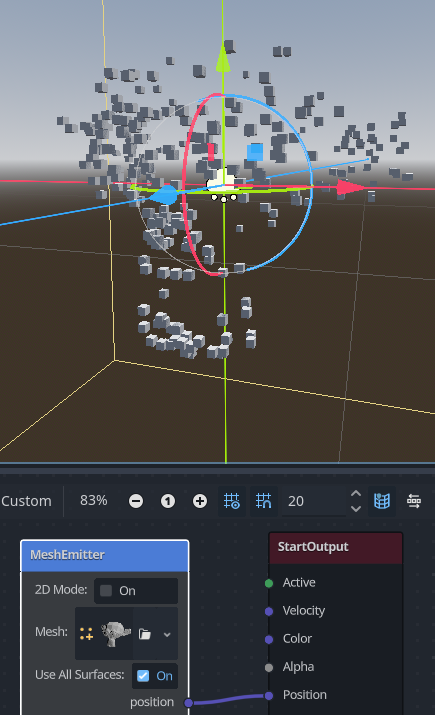 Custom 83% 1 20
MeshEmitter
StartOutput
2D Mode: On
Active
Velocity
Mesh:
Color
Alpha
Use All Surfaces: On
position
Position